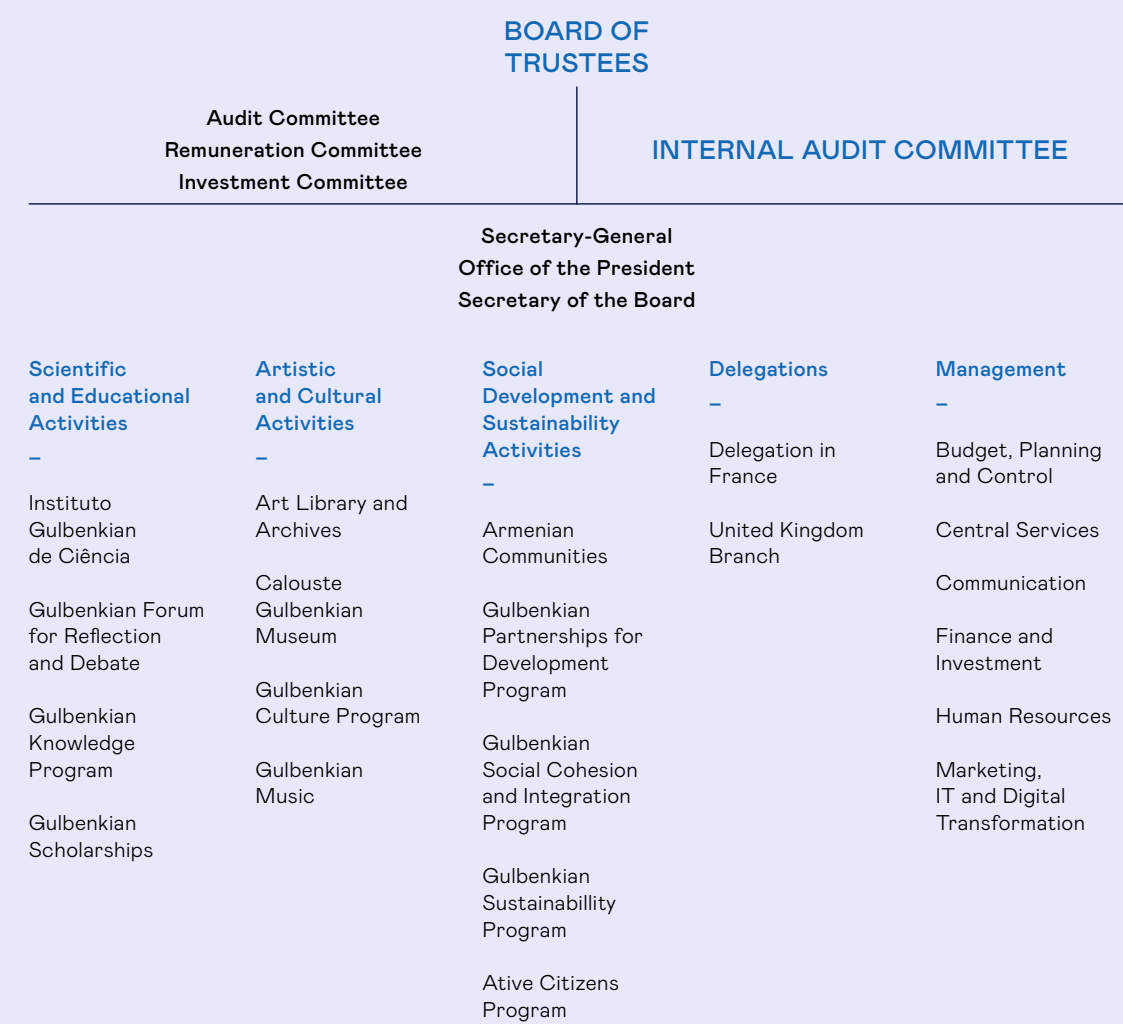 BOARD OF
TRUSTEES
Audit Committee
Remuneration Committee
Investment Committee
INTERNAL AUDIT COMMITTEE
Secretary-General
Office of the President
Secretary of the Board
Scientific
and Educational
Activities
–
Instituto
Gulbenkian
de Ciência
Gulbenkian Forum
for Reflection
and Debate
Gulbenkian
Knowledge
Program
Gulbenkian
Scholarships
Artistic
and Cultural
Activities
–
Art Library and
Archives
Calouste
Gulbenkian
Museum
Gulbenkian
Culture Program
Gulbenkian
Music
Social
Development and
Sustainability
Activities
–
Armenian
Communities
Gulbenkian
Partnerships for
Development
Program
Gulbenkian
Social Cohesion
and Integration
Program
Gulbenkian
Sustainabillity
Program
Ative Citizens
Program
Delegations
–
Delegation in
France
United Kingdom
Branch
Management
–
Budget, Planning
and Control
Central Services
Communication
Finance and
Investment
Human Resources
Marketing,
IT and Digital
Transformation